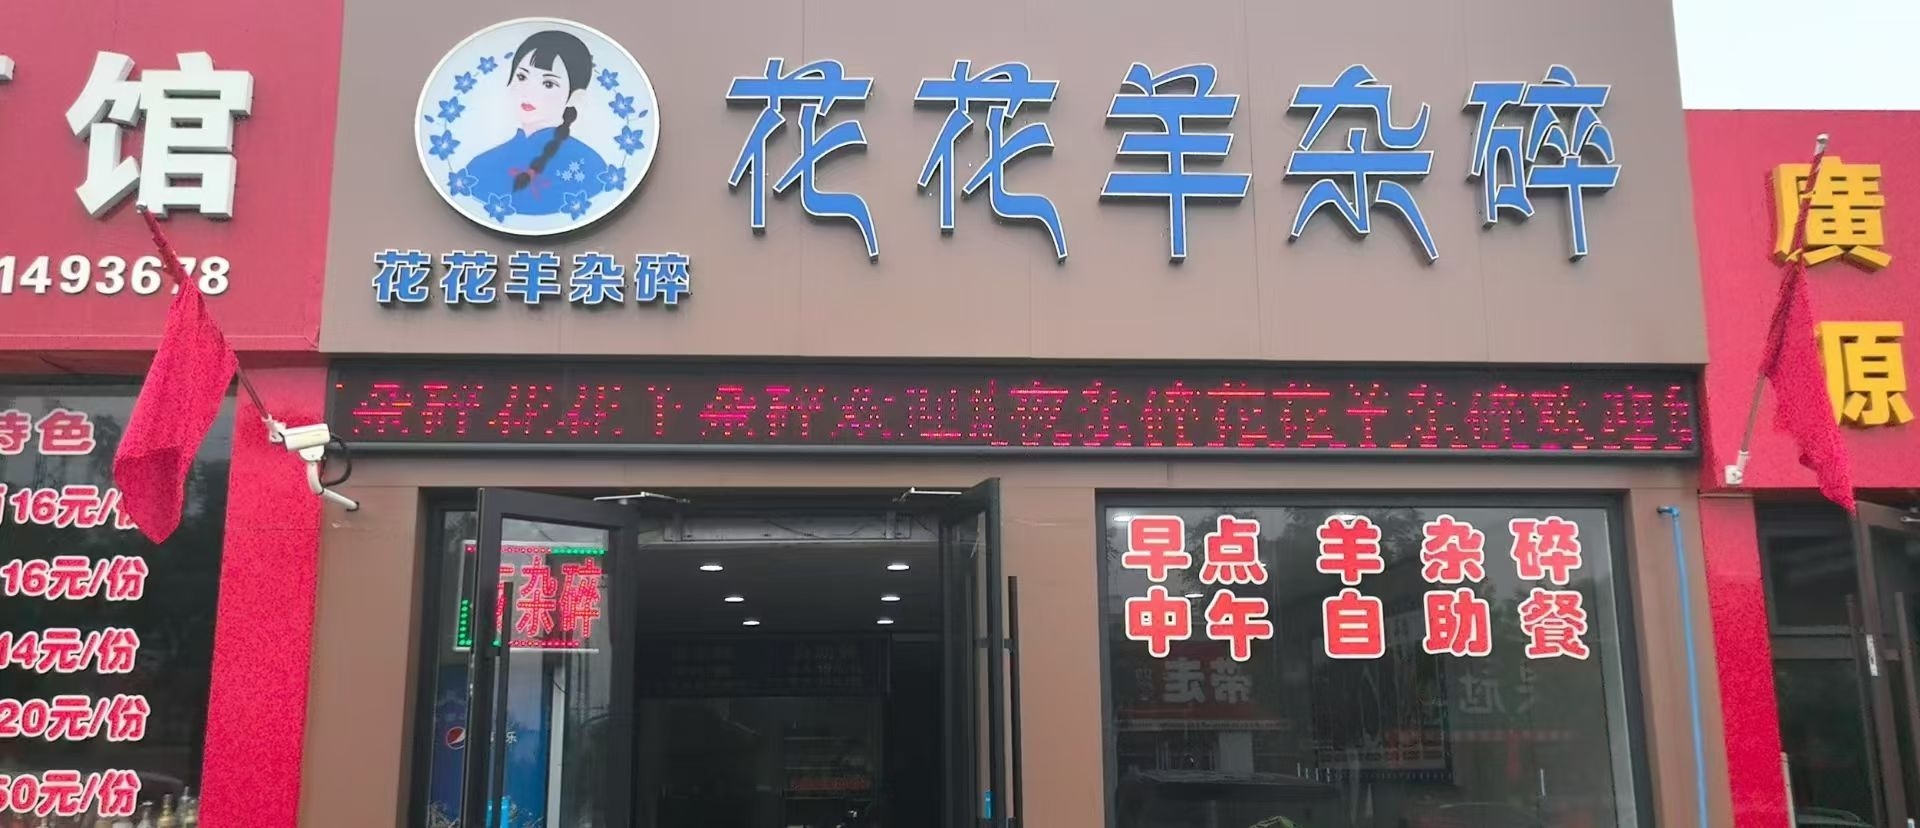 馆
1493678
特色
16元/份
16元/份
14元/份
20元/份
50元/份
花花羊杂碎
花花羊杂碎
杂碎
早点 羊杂碎
中午 自助餐
廣
原